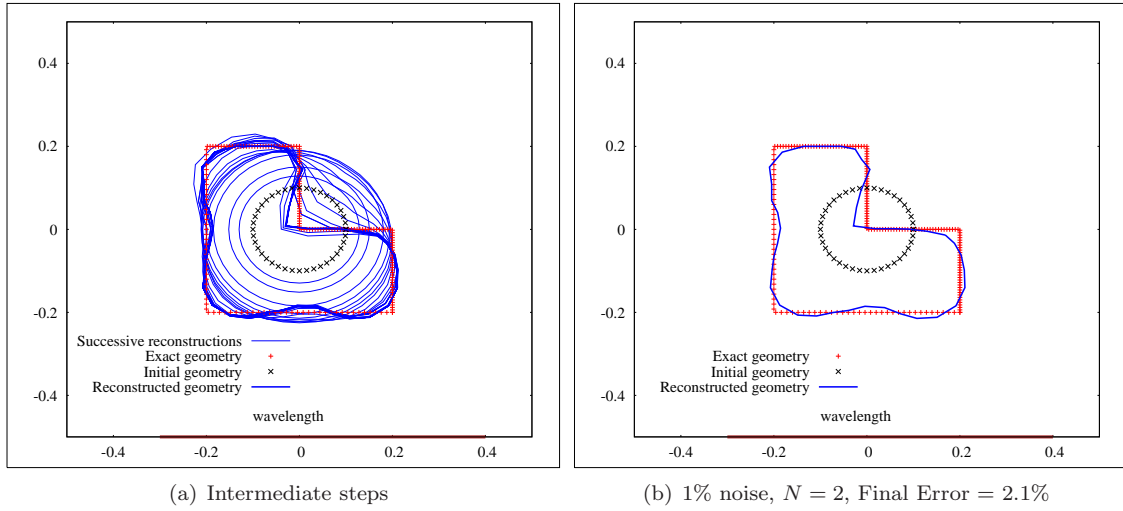 0.4
0.2
0
-0.2
-0.4
Successive reconstructions
Exact geometry
Initial geometry
Reconstructed geometry
wavelength
-0.4 -0.2 0 0.2 0.4
(a) Intermediate steps
0.4
0.2
0
-0.2
-0.4
Exact geometry
Initial geometry
Reconstructed geometry
wavelength
-0.4 -0.2 0 0.2 0.4
(b) 1% noise, N = 2, Final Error = 2.1%